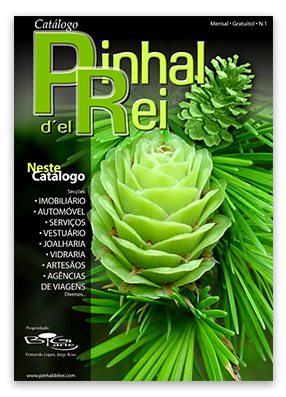 Catálogo
Mensal • Gratuito! • N.1
Pinhal
d'el Rei
Neste
Catálogo
Secções:
• IMOBILIÁRIO
• AUTOMÓVEL
• SERVIÇOS
• VESTUÁRIO
• JOALHARIA
• VIDRARIA
• ARTESÃOS
• AGÊNCIAS
DE VIAGENS
Diversos...
Propriedade:
arte
Fernando Lopes, Jorge Rosa
www.pinhaldelrei.com